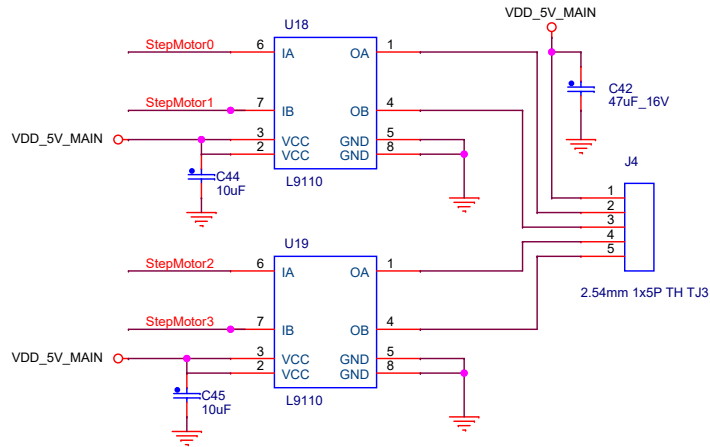 VDD_5V_MAIN
U18
J4
StepMotor0
6
IA
OA
1
StepMotor1
7
IB
OB
4
C42
47uF_16V
VDD_5V_MAIN
3
VCC
GND
5
2
VCC
GND
8
C44
10uF
L9110
1
2
3
4
5
2.54mm 1x5P TH TJ3
U19
StepMotor2
6
IA
OA
1
StepMotor3
7
IB
OB
4
VDD_5V_MAIN
3
VCC
GND
5
2
VCC
GND
8
C45
10uF
L9110